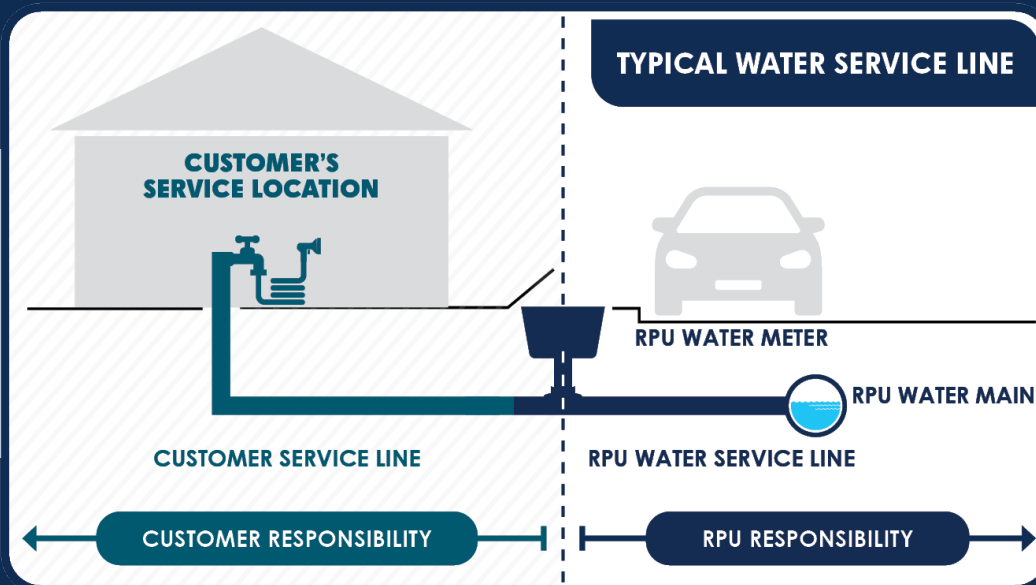 TYPICAL WATER SERVICE LINE
CUSTOMER'S
SERVICE LOCATION
RPU WATER METER
RPU WATER MAIN
CUSTOMER SERVICE LINE
RPU WATER SERVICE LINE
CUSTOMER RESPONSIBILITY
RPU RESPONSIBILITY